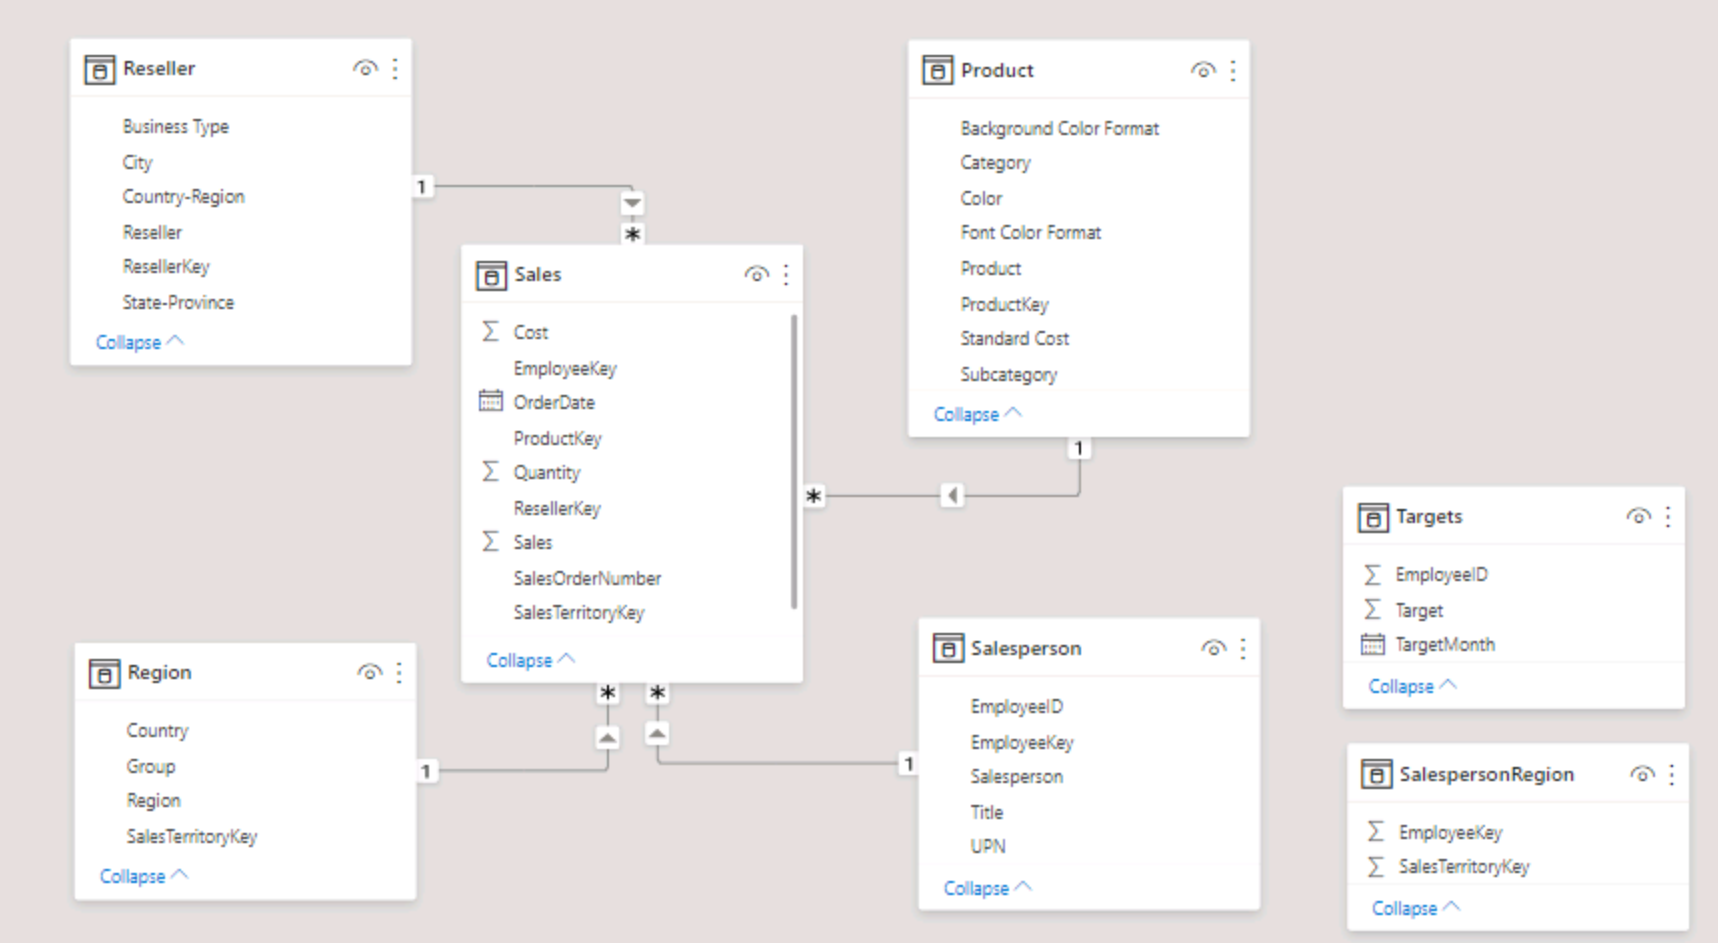 Reseller
Business Type
City
Country-Region
Reseller
ResellerKey
State-Province
Collapse
1
*
Product
Background Color Format
Category
Color
Font Color Format
Product
ProductKey
Standard Cost
Subcategory
Collapse
1
*
Sales
Σ Cost
EmployeeKey
OrderDate
ProductKey
Σ Quantity
ResellerKey
Σ Sales
SalesOrderNumber
SalesTerritoryKey
Collapse
* *
Targets
Σ EmployeeID
Σ Target
TargetMonth
Collapse
Region
Country
Group
Region
SalesTerritoryKey
Collapse
1
1
Salesperson
EmployeeID
EmployeeKey
Salesperson
Title
UPN
Collapse
SalespersonRegion
Σ EmployeeKey
Σ SalesTerritoryKey
Collapse